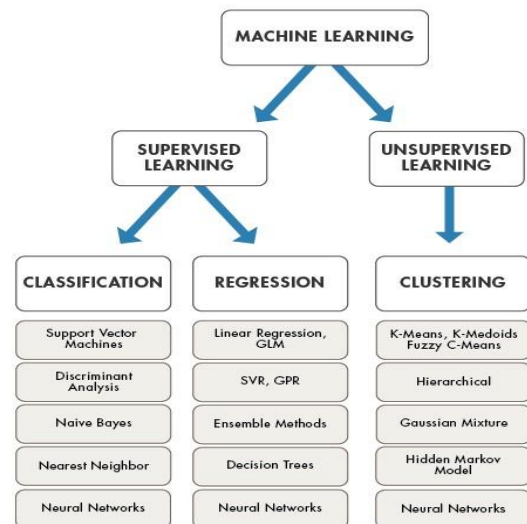 MACHINE LEARNING
SUPERVISED
LEARNING
UNSUPERVISED
LEARNING
CLASSIFICATION
Support Vector
Machines
Discriminant
Analysis
Naive Bayes
Nearest Neighbor
Neural Networks
REGRESSION
Linear Regression,
GLM
SVR, GPR
Ensemble Methods
Decision Trees
Neural Networks
CLUSTERING
K-Means, K-Medoids
Fuzzy C-Means
Hierarchical
Gaussian Mixture
Hidden Markov
Model
Neural Networks